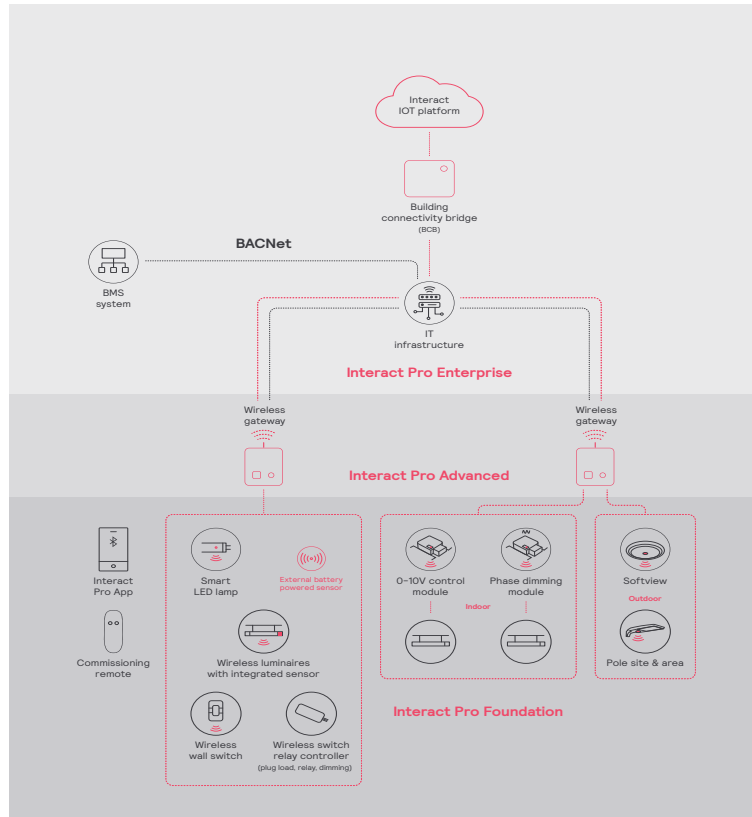 Interact
IOT platform
Building
connectivity bridge
(BCB)
BACNet
BMS
system
IT
infrastructure
Interact Pro Enterprise
Wireless
gateway
Wireless
gateway
Interact Pro Advanced
Interact
Pro App
Smart
LED lamp
External battery
powered sensor
0-10V control
module
Phase dimming
module
Indoor
Softview
Outdoor
Commissioning
remote
Wireless luminaires
with integrated sensor
Pole site & area
Interact Pro Foundation
Wireless
wall switch
Wireless switch
relay controller
(plug load, relay, dimming)